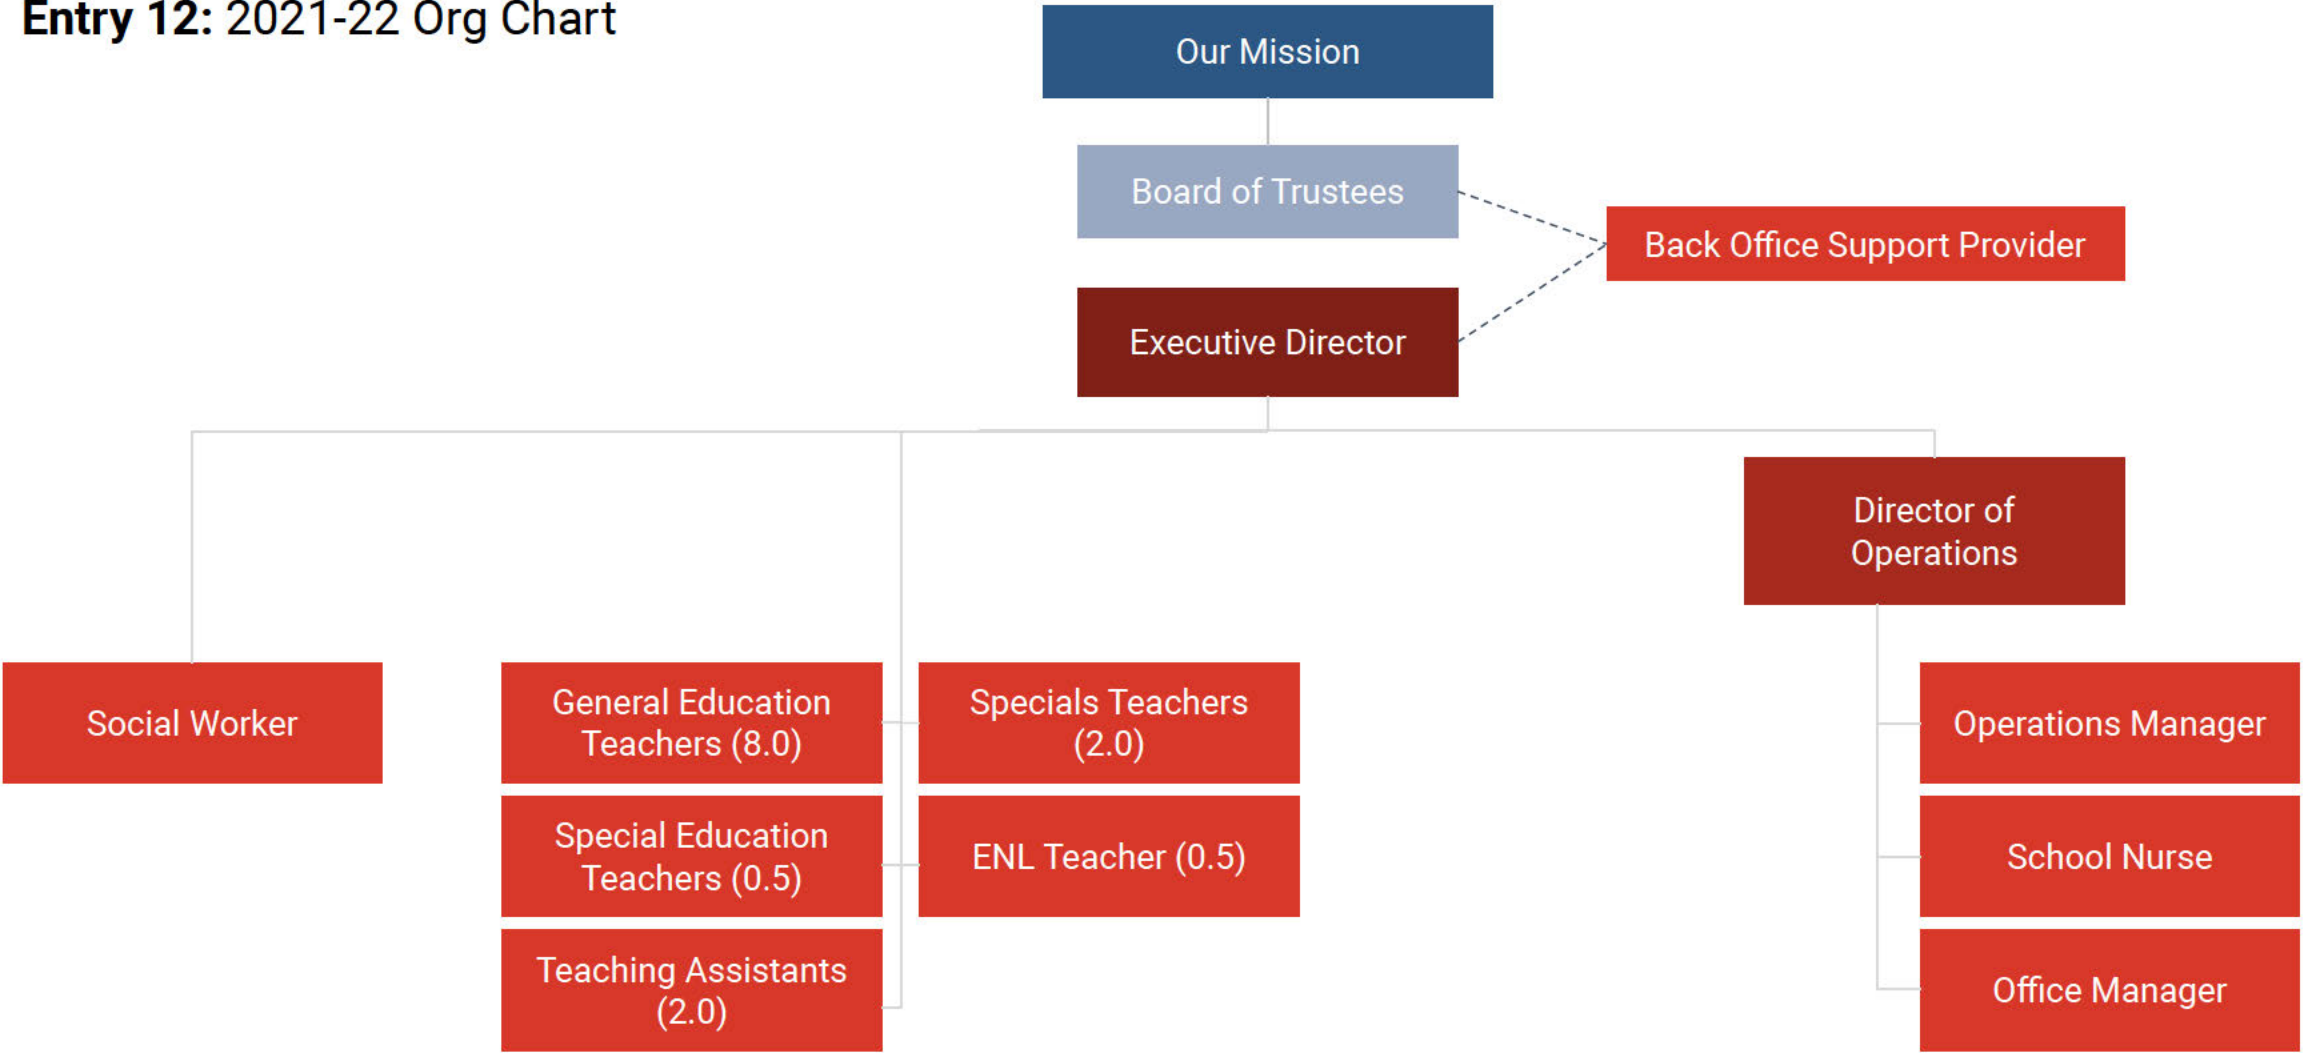 Entry 12: 2021-22 Org Chart
Our Mission
Board of Trustees
Back Office Support Provider
Executive Director
Director of
Operations
Social Worker
General Education
Teachers (8.0)
Specials Teachers
(2.0)
Operations Manager
Special Education
Teachers (0.5)
ENL Teacher (0.5)
School Nurse
Teaching Assistants
(2.0)
Office Manager